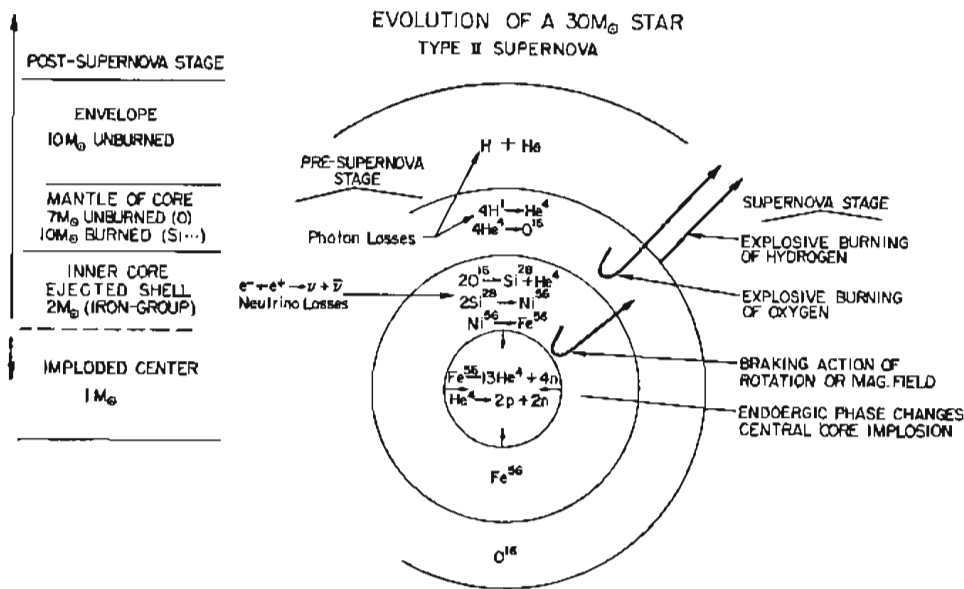 EVOLUTION OF A 30M⊙ STAR
TYPE II SUPERNOVA
POST-SUPERNOVA STAGE
ENVELOPE
10M⊙ UNBURNED
MANTLE OF CORE
7M⊙ UNBURNED (O)
10M⊙ BURNED (Si⋯)
INNER CORE
EJECTED SHELL
2M⊙ (IRON-GROUP)
IMPLODED CENTER
1M⊙
PRE-SUPERNOVA
STAGE
H + He
Photon Losses
4H¹→He⁴
4He⁴→O¹⁶
e⁻+e⁺→ν+ν̄
Neutrino Losses
2O¹⁶→Si²⁸+He⁴
2Si²⁸→Ni⁵⁶
Ni⁵⁶→Fe⁵⁶
Fe⁵⁶→13He⁴+4n
He⁴→2p+2n
Fe⁵⁶
O¹⁶
SUPERNOVA STAGE
EXPLOSIVE BURNING
OF HYDROGEN
EXPLOSIVE BURNING
OF OXYGEN
BRAKING ACTION OF
ROTATION OR MAG. FIELD
ENDOERGIC PHASE CHANGES
CENTRAL CORE IMPLOSION